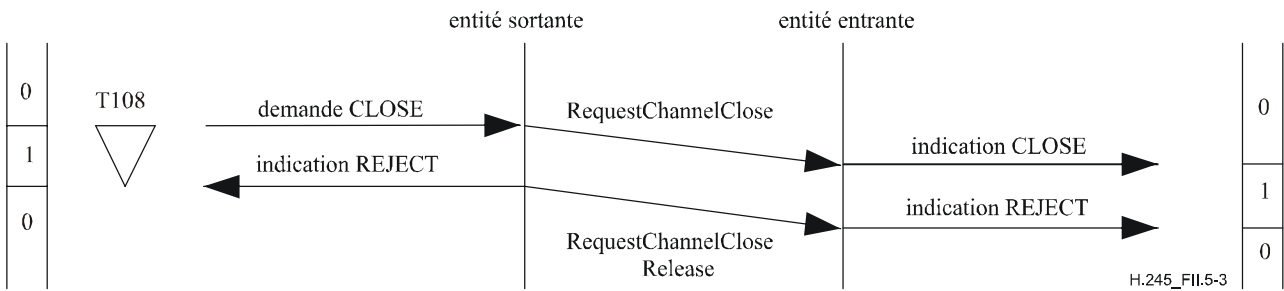 entité sortante
entité entrante
0
T108
demande CLOSE
RequestChannelClose
0
1
indication REJECT
indication CLOSE
1
0
indication REJECT
RequestChannelClose
Release
0
H.245_FII.5-3